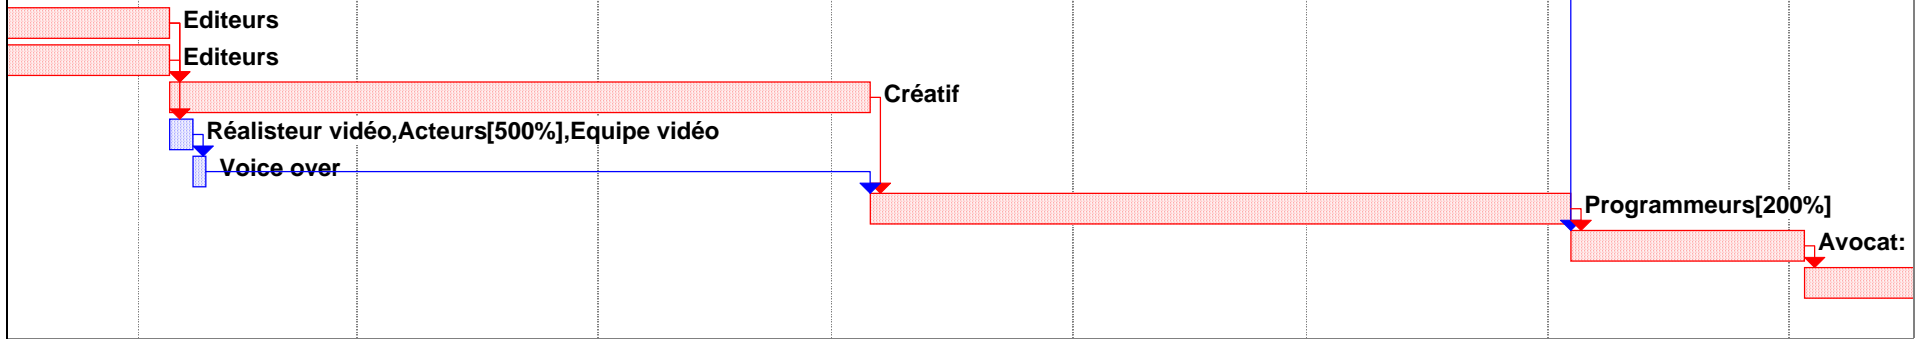 Editeurs
Editeurs
Créatif
Réalisteur vidéo,Acteurs[500%],Equipe vidéo
Voice over
Programmeurs[200%]
Avocat: